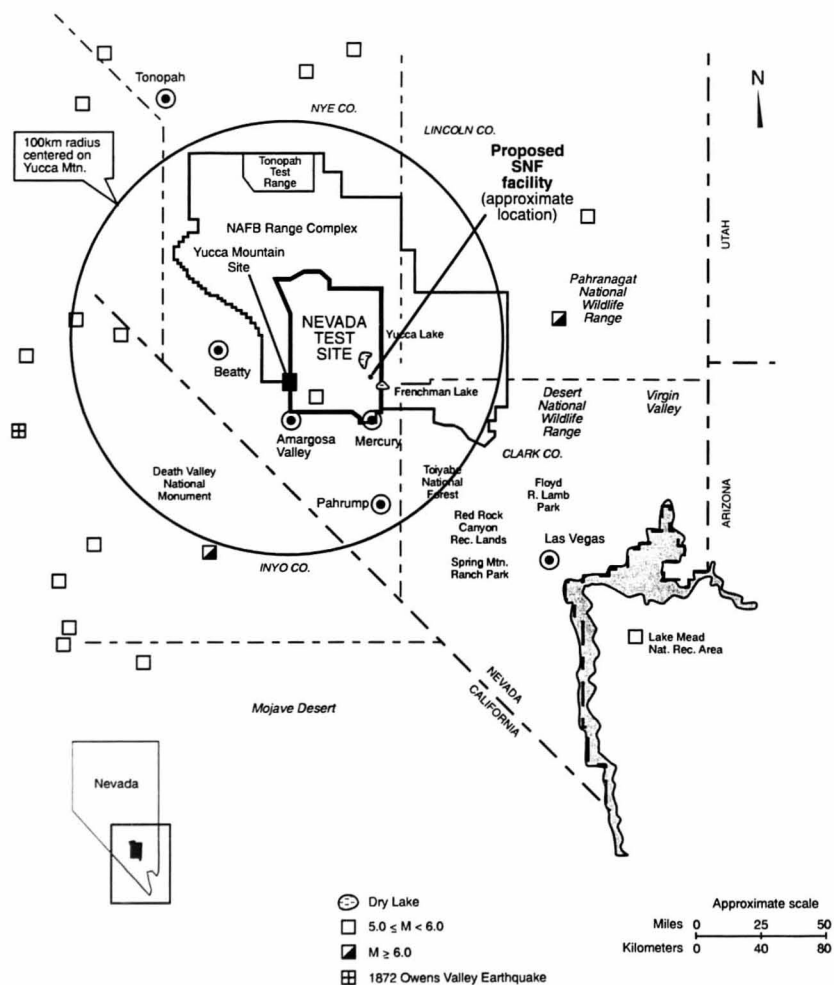 Tonopah
N
NYE CO.
LINCOLN CO.
100km radius
centered on
Yucca Mtn.
Tonopah
Test
Range
Proposed
SNF
facility
(approximate
location)
NAFB Range Complex
UTAH
Yucca Mountain
Site
Pahranagat
National
Wildlife
Range
NEVADA
TEST
SITE
Yucca Lake
Beatty
Frenchman Lake
Desert
National
Wildlife
Range
Virgin
Valley
Amargosa
Valley
Mercury
CLARK CO.
Death Valley
National
Monument
Toiyabe
National
Forest
Floyd
R. Lamb
Park
ARIZONA
Pahrump
Red Rock
Canyon
Rec. Lands
Las Vegas
Spring Mtn.
Ranch Park
INYO CO.
Lake Mead
Nat. Rec. Area
NEVADA
CALIFORNIA
Mojave Desert
Nevada
Dry Lake
5.0 ≤ M < 6.0
M ≥ 6.0
1872 Owens Valley Earthquake
Approximate scale
Miles 0 25 50
Kilometers 0 40 80